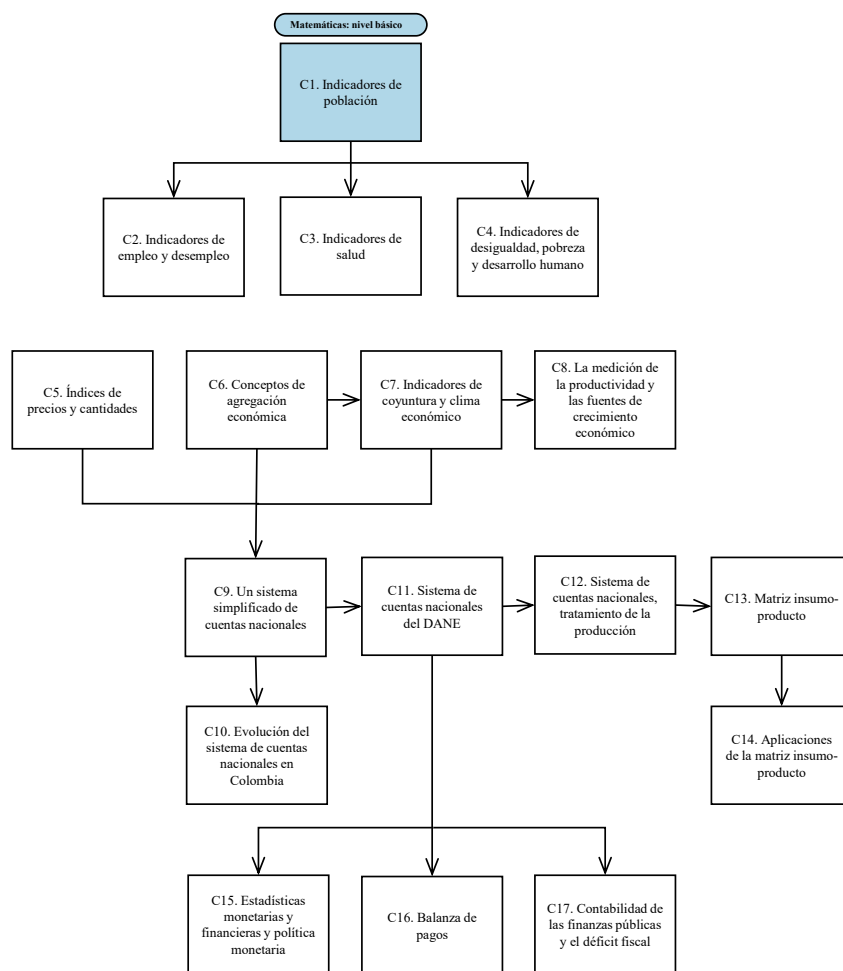 Matemáticas: nivel básico
C1. Indicadores de
población
C2. Indicadores de
empleo y desempleo
C3. Indicadores de
salud
C4. Indicadores de
desigualdad, pobreza
y desarrollo humano
C5. Índices de
precios y cantidades
C6. Conceptos de
agregación
económica
C7. Indicadores de
coyuntura y clima
económico
C8. La medición de
la productividad y
las fuentes de
crecimiento
económico
C9. Un sistema
simplificado de
cuentas nacionales
C11. Sistema de
cuentas nacionales
del DANE
C12. Sistema de
cuentas nacionales,
tratamiento de la
producción
C13. Matriz insumo-
producto
C10. Evolución del
sistema de cuentas
nacionales en
Colombia
C14. Aplicaciones
de la matriz insumo-
producto
C15. Estadísticas
monetarias y
financieras y política
monetaria
C16. Balanza de
pagos
C17. Contabilidad de
las finanzas públicas
y el déficit fiscal